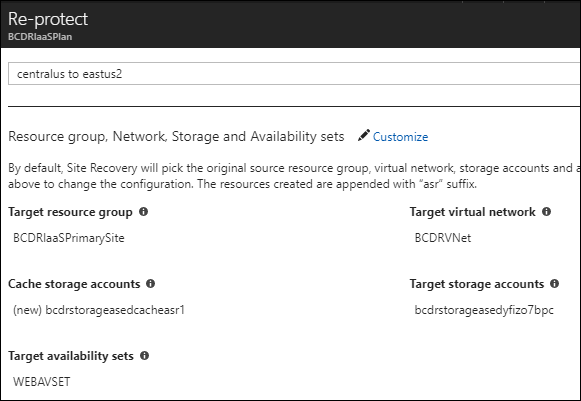 Re-protect
BCDRIaaSPlan
centralus to eastus2
Resource group, Network, Storage and Availability sets Customize
By default, Site Recovery will pick the original source resource group, virtual network, storage accounts and a
above to change the configuration. The resources created are appended with "asr" suffix.
Target resource group Target virtual network
BCDRIaaSPrimarySite BCDRVNet
Cache storage accounts Target storage accounts
(new) bcdrstorageasedcacheasr1 bcdrstorageasedyfizo7bpc
Target availability sets
WEBAVSET